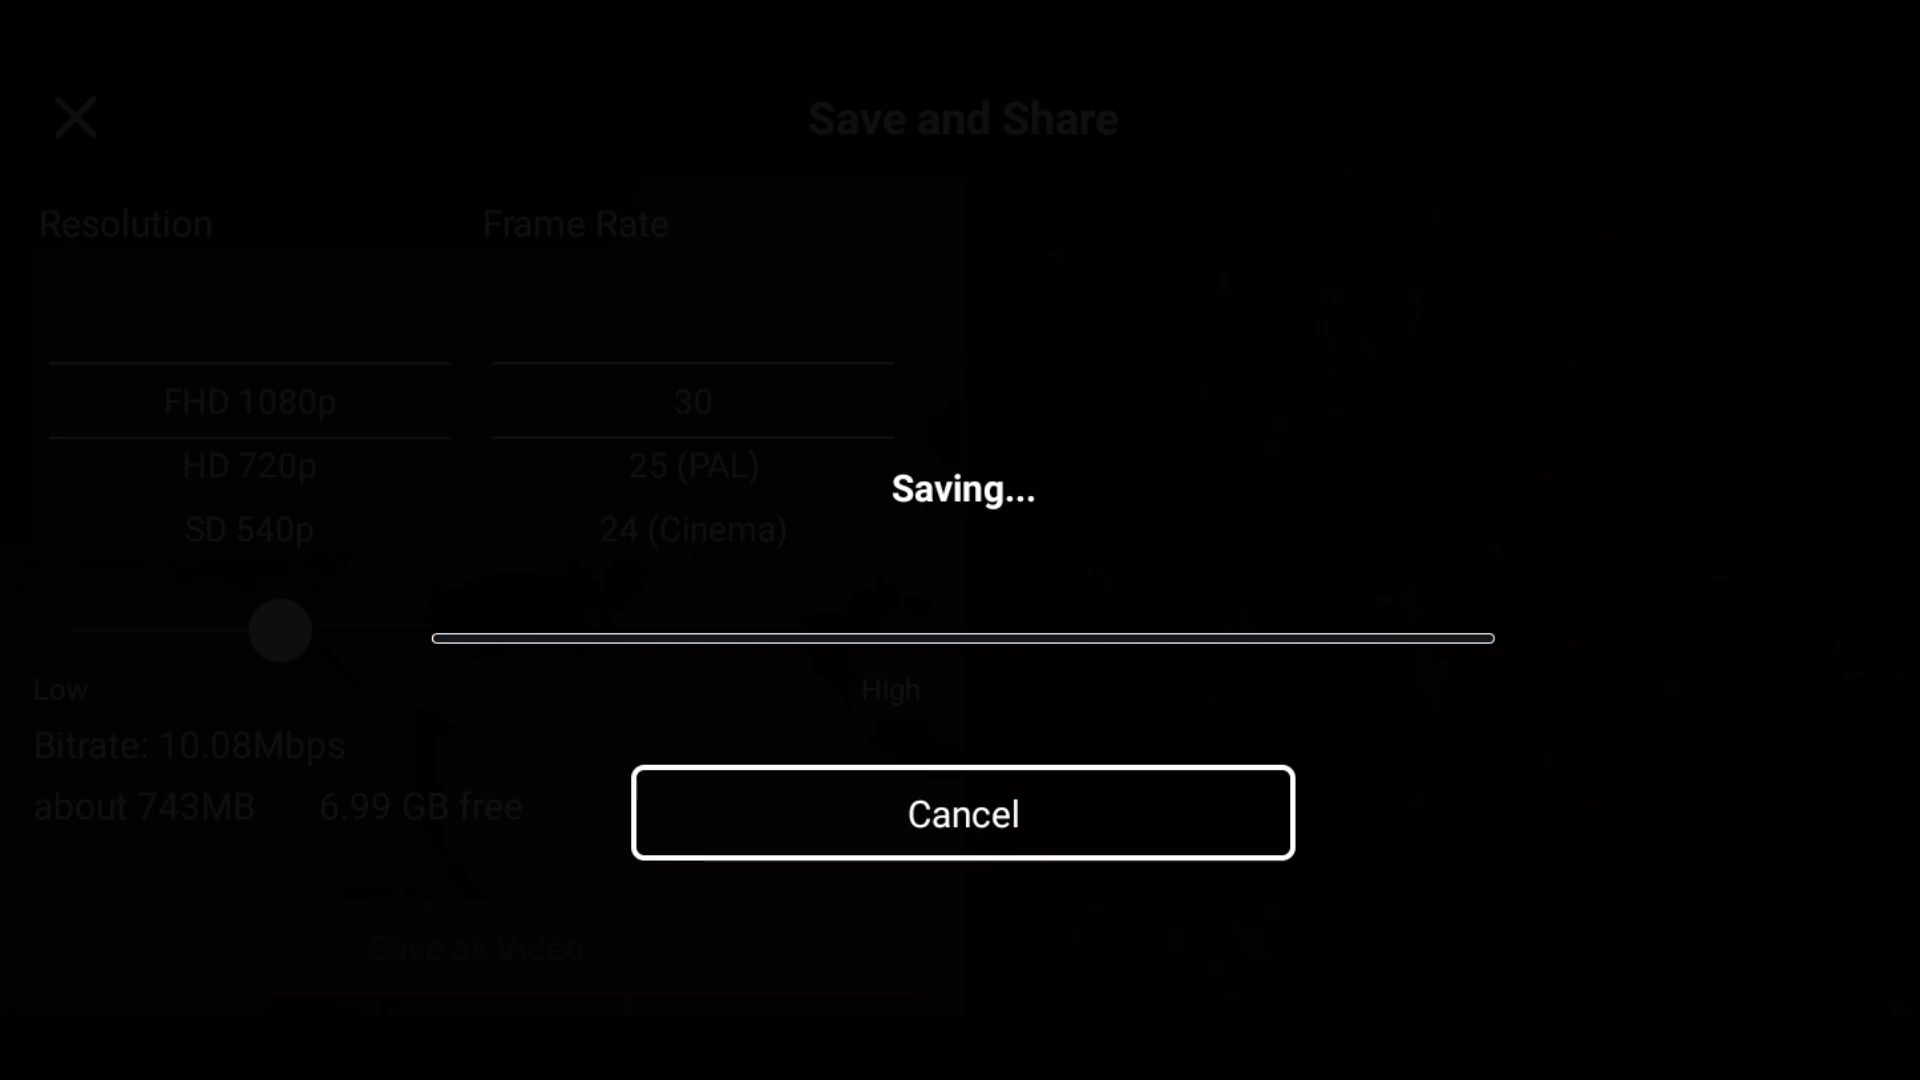 Save and Share
Resolution
Frame Rate
FHD 1080p
30
HD 720p
25 (PAL)
Saving...
SD 540p
24 (Cinema)
Low
High
Bitrate: 10.08Mbps
about 743MB 6.99 GB free
Cancel
Save as Video